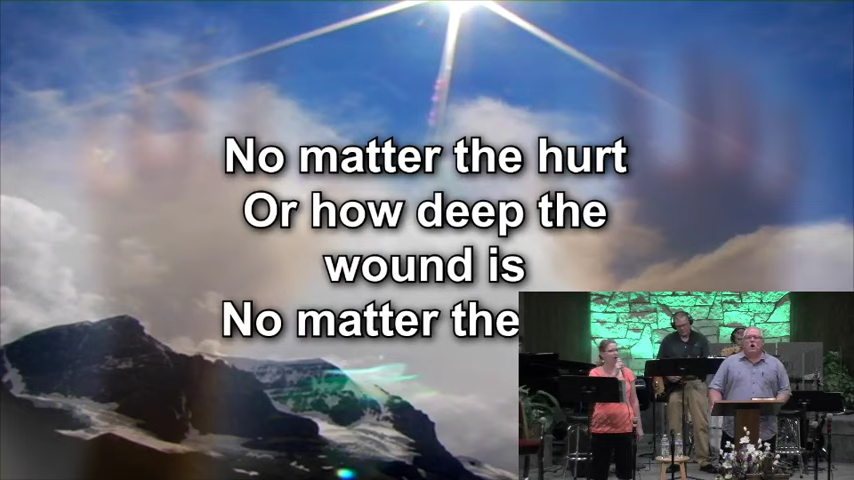 No matter the hurt
Or how deep the
wound is
No matter the